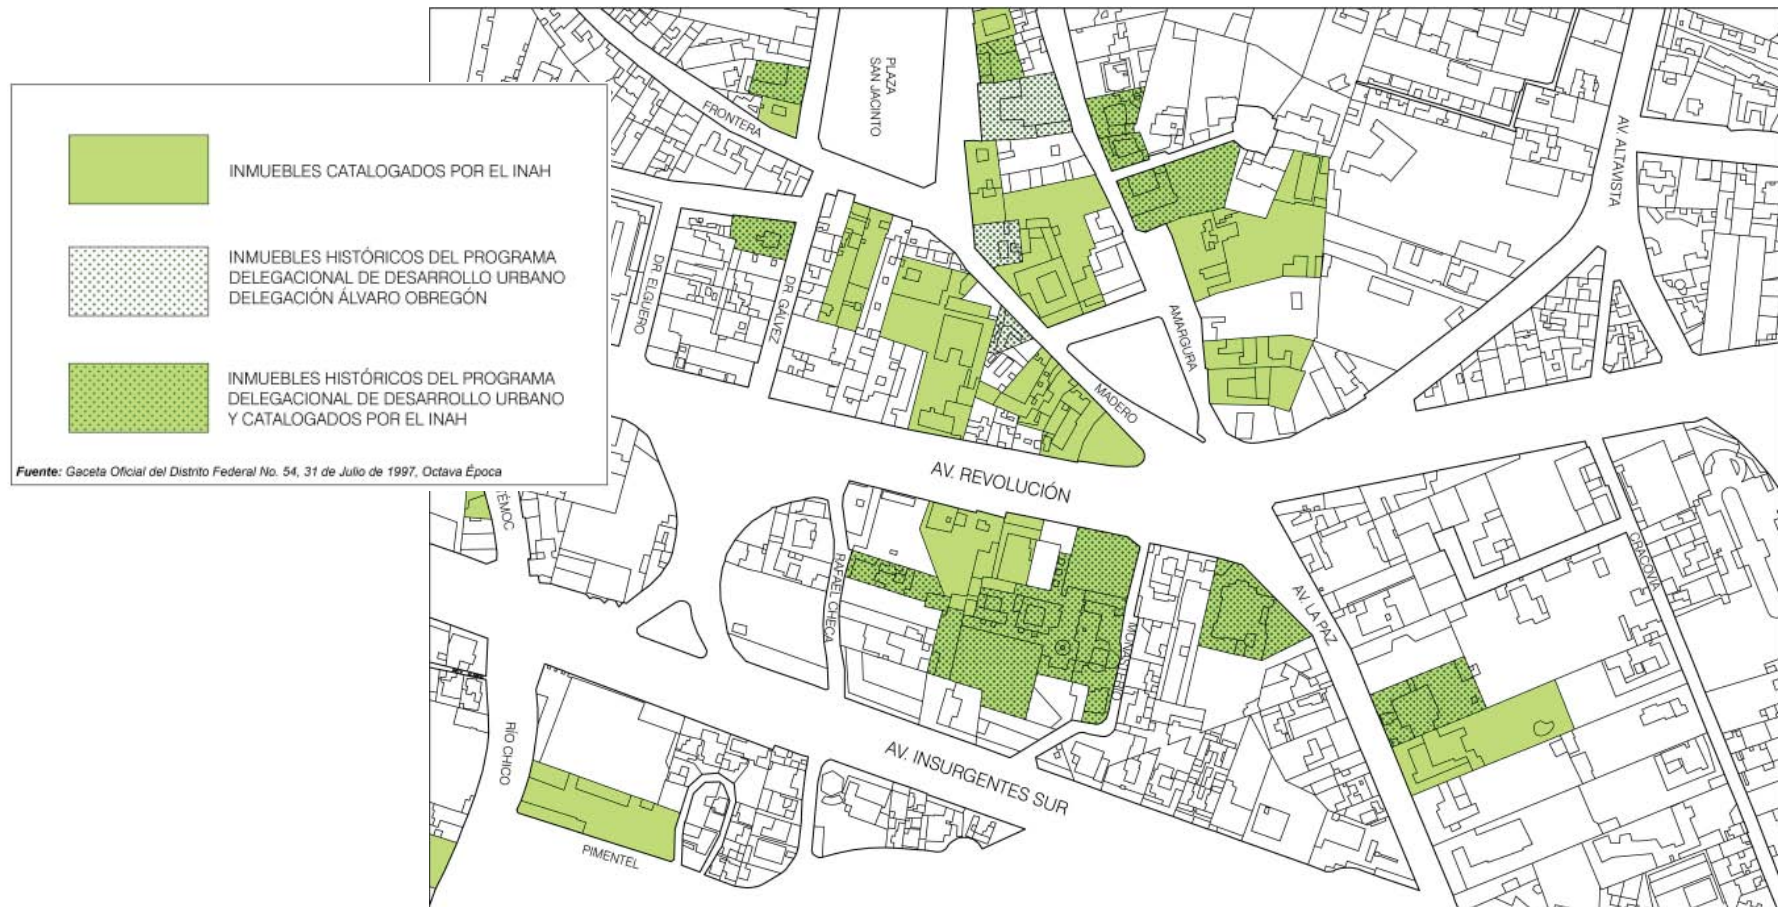 INMUEBLES CATALOGADOS POR EL INAH
INMUEBLES HISTÓRICOS DEL PROGRAMA
DELEGACIONAL DE DESARROLLO URBANO
DELEGACIÓN ÁLVARO OBREGÓN
INMUEBLES HISTÓRICOS DEL PROGRAMA
DELEGACIONAL DE DESARROLLO URBANO
Y CATALOGADOS POR EL INAH
Fuente: Gaceta Oficial del Distrito Federal No. 54, 31 de Julio de 1997, Octava Época
FRONTERA
PLAZA
SAN JACINTO
AV. ALTAVISTA
DR ELGUERO
DR GÁLVEZ
AMARGURA
MADERO
AV. REVOLUCIÓN
TÉMOC
RAFAEL CHECA
MONASTERIO
AV. LA PAZ
CRACOVIA
RÍO CHICO
AV. INSURGENTES SUR
PIMENTEL